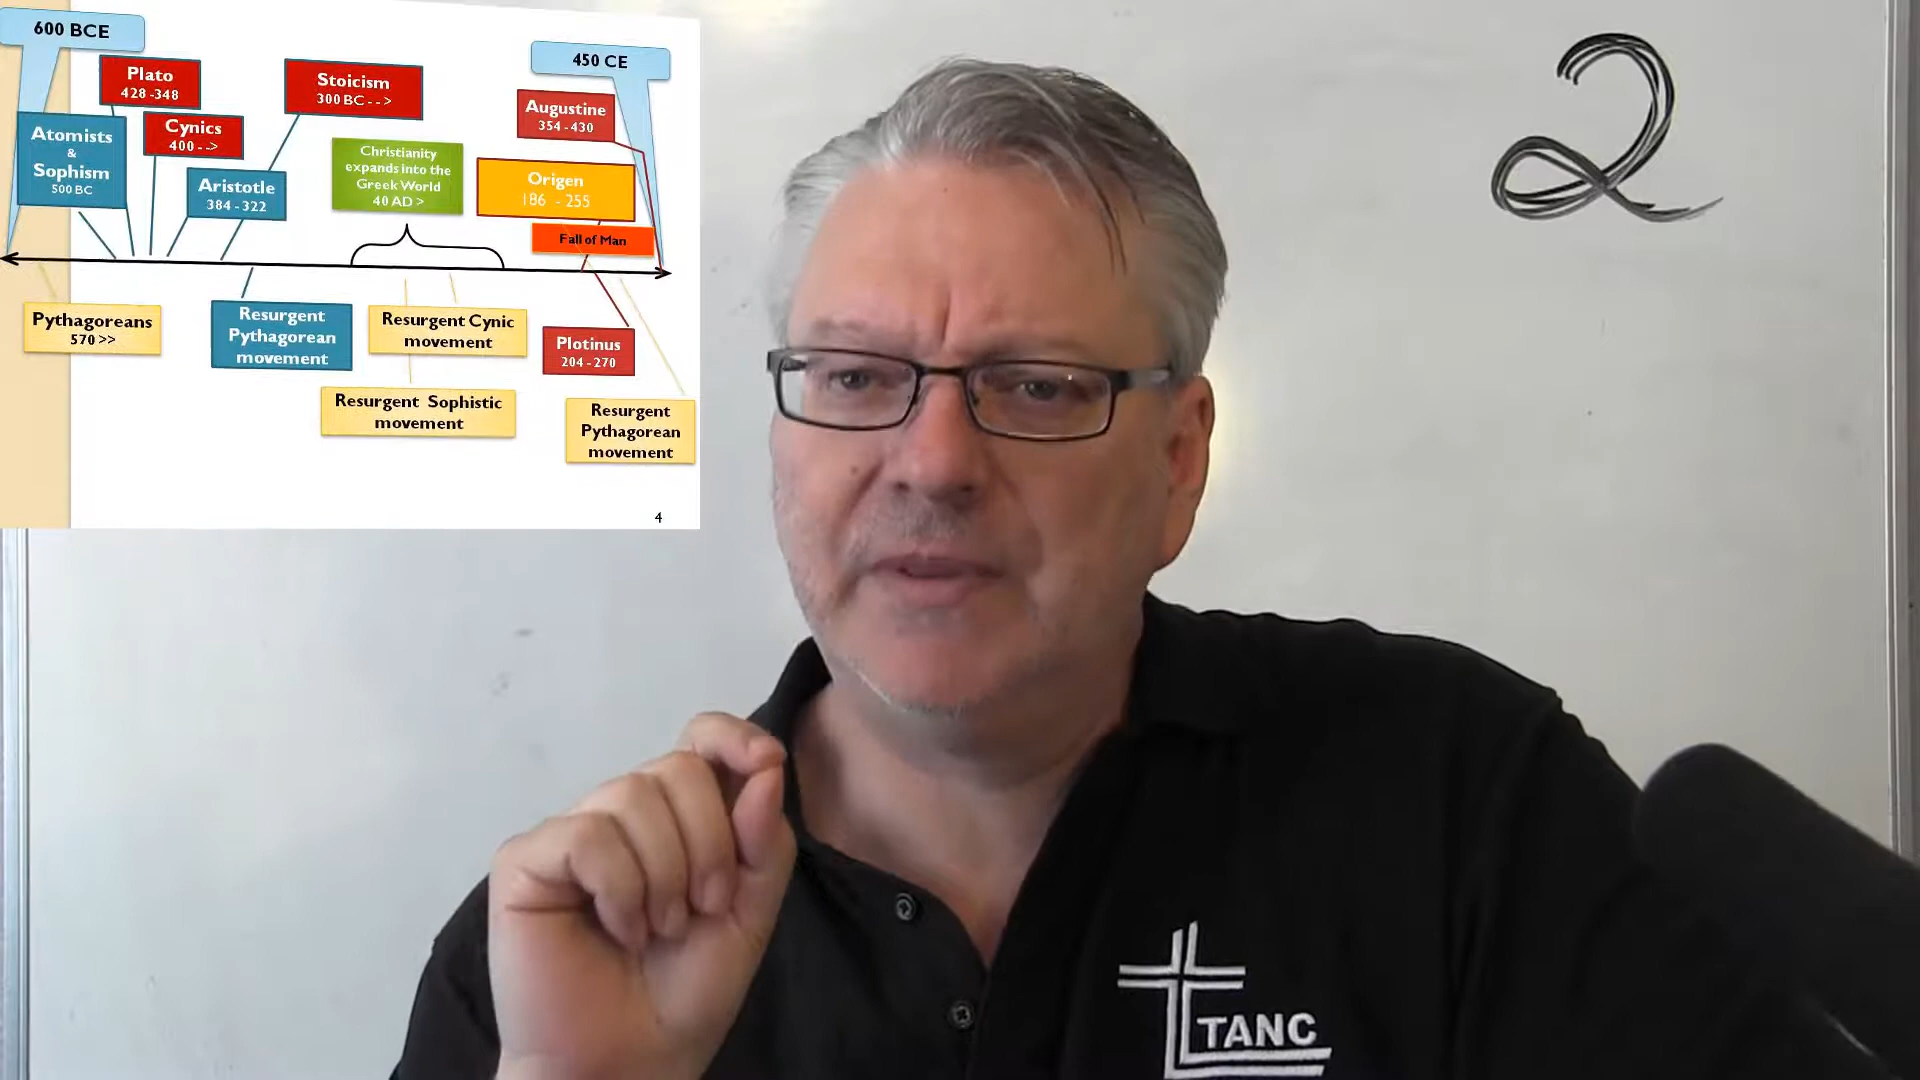 600 BCE
450 CE
Plato
428 -348
Stoicism
300 BC - - >
Augustine
354 - 430
Cynics
400 - ->
Atomists
&
Sophism
500 BC
Christianity
expands into the
Greek World
40 AD >
Aristotle
384 - 322
Origen
186 - 255
Fall of Man
Pythagoreans
570 >>
Resurgent
Pythagorean
movement
Resurgent Cynic
movement
Plotinus
204 - 270
Resurgent Sophistic
movement
Resurgent
Pythagorean
movement
4
2
TANC